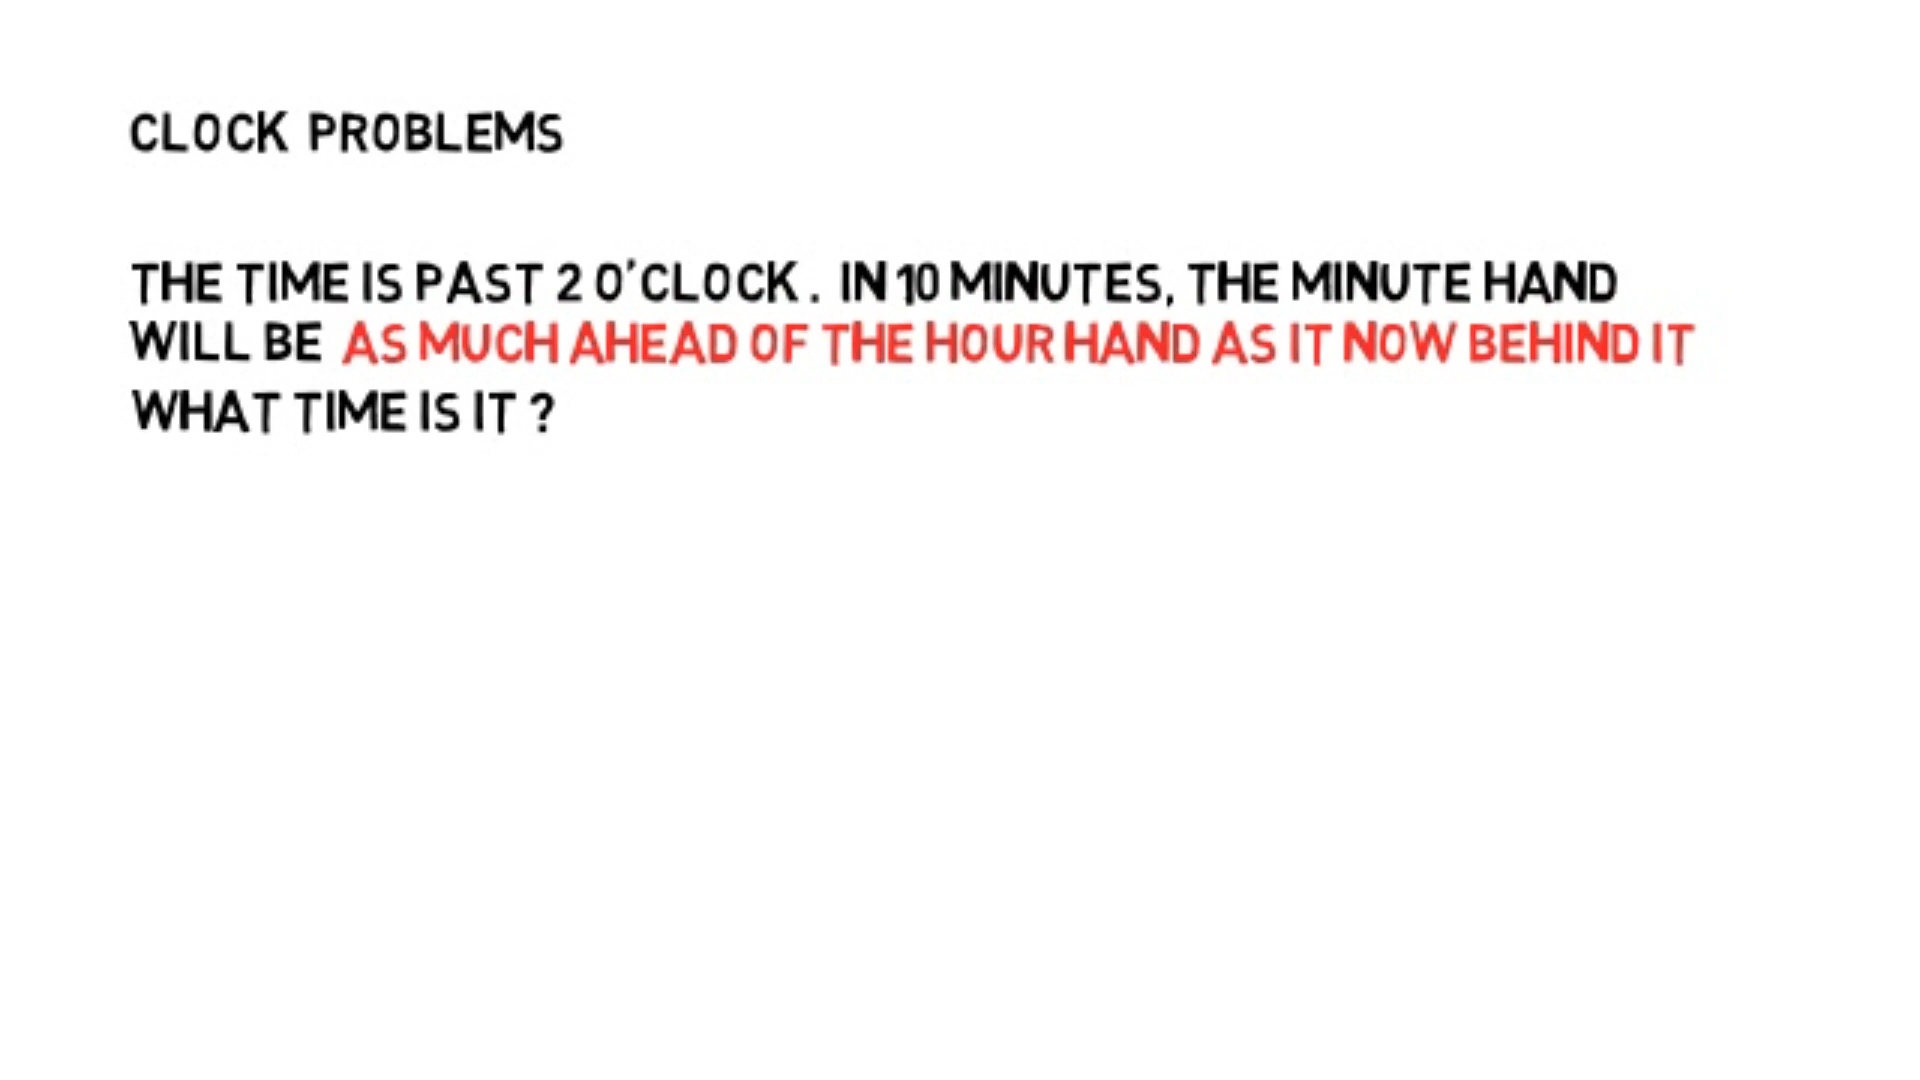 CLOCK PROBLEMS
THE TIME IS PAST 2 O'CLOCK. IN 10 MINUTES, THE MINUTE HAND
WILL BE AS MUCH AHEAD OF THE HOUR HAND AS IT NOW BEHIND IT
WHAT TIME IS IT ?